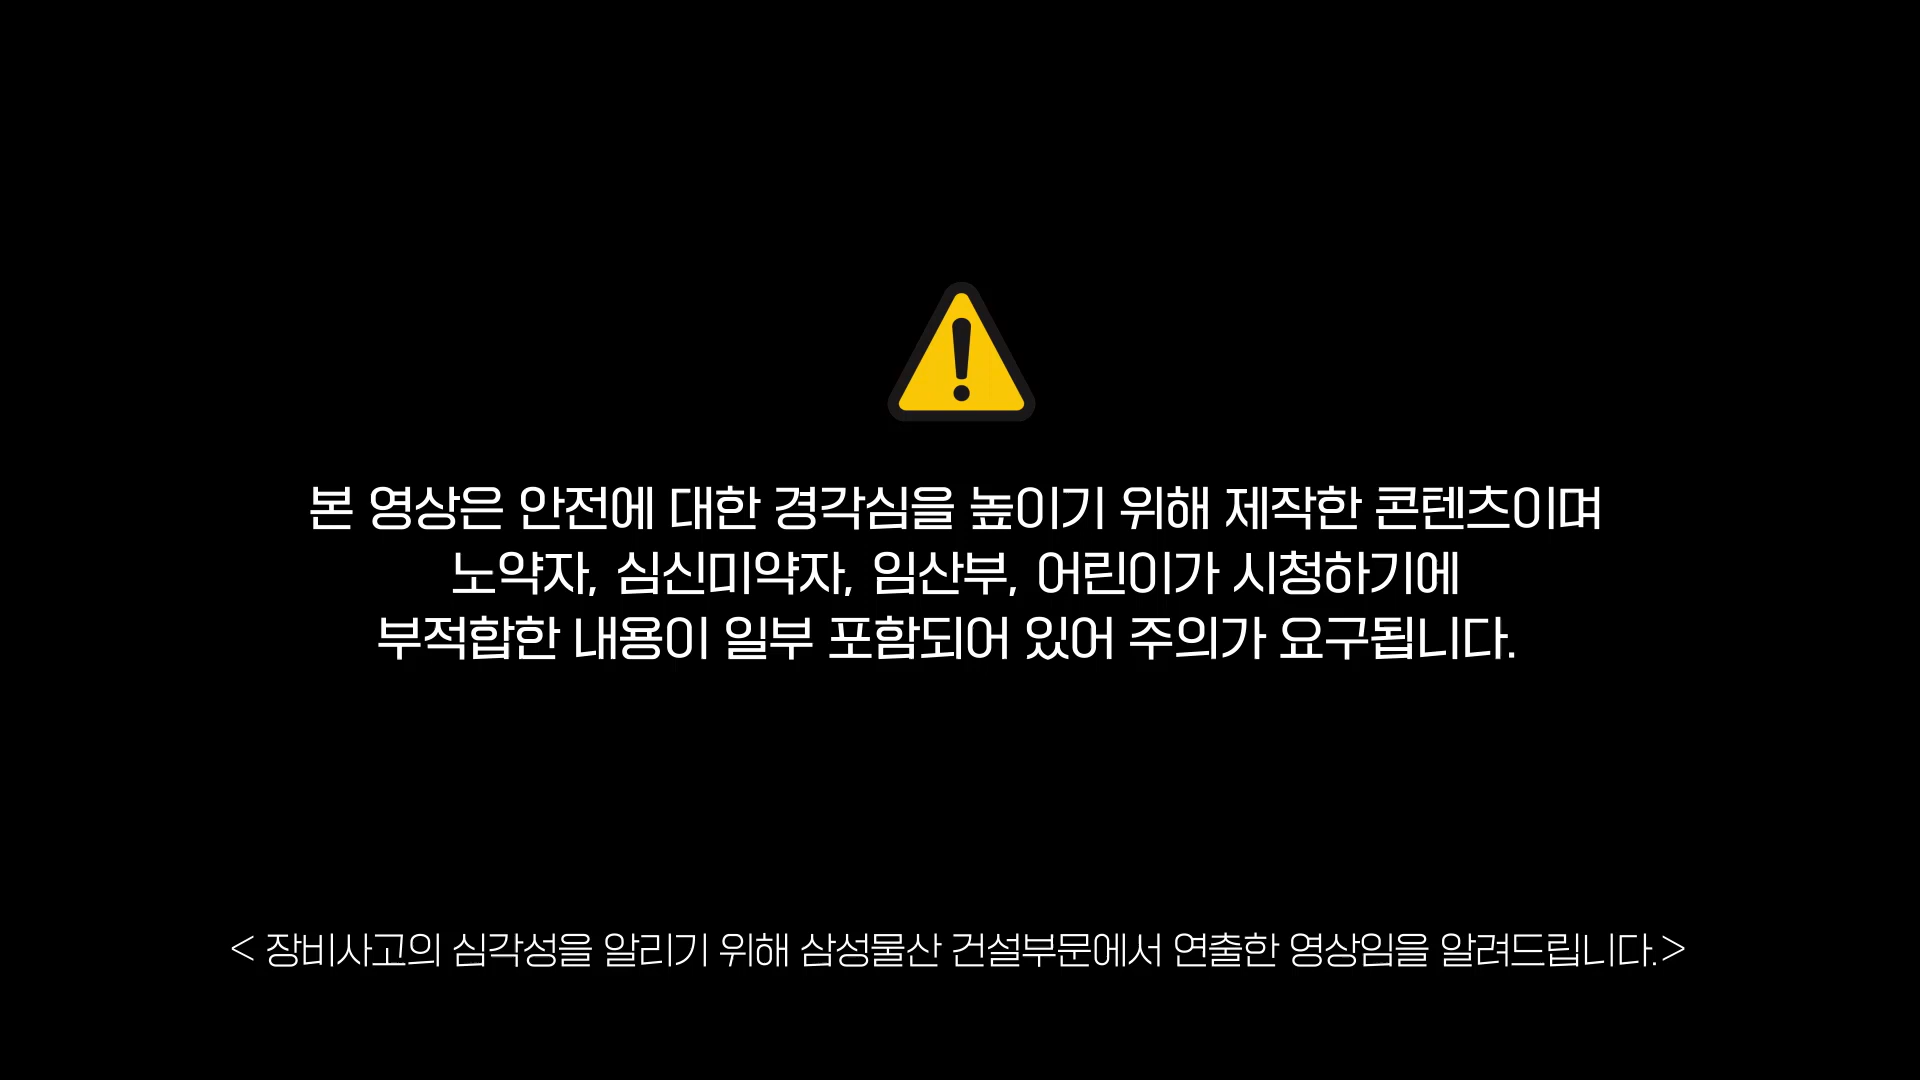 본 영상은 안전에 대한 경각심을 높이기 위해 제작한 콘텐츠이며
노약자, 심신미약자, 임산부, 어린이가 시청하기에
부적합한 내용이 일부 포함되어 있어 주의가 요구됩니다.
< 장비사고의 심각성을 알리기 위해 삼성물산 건설부문에서 연출한 영상임을 알려드립니다.>